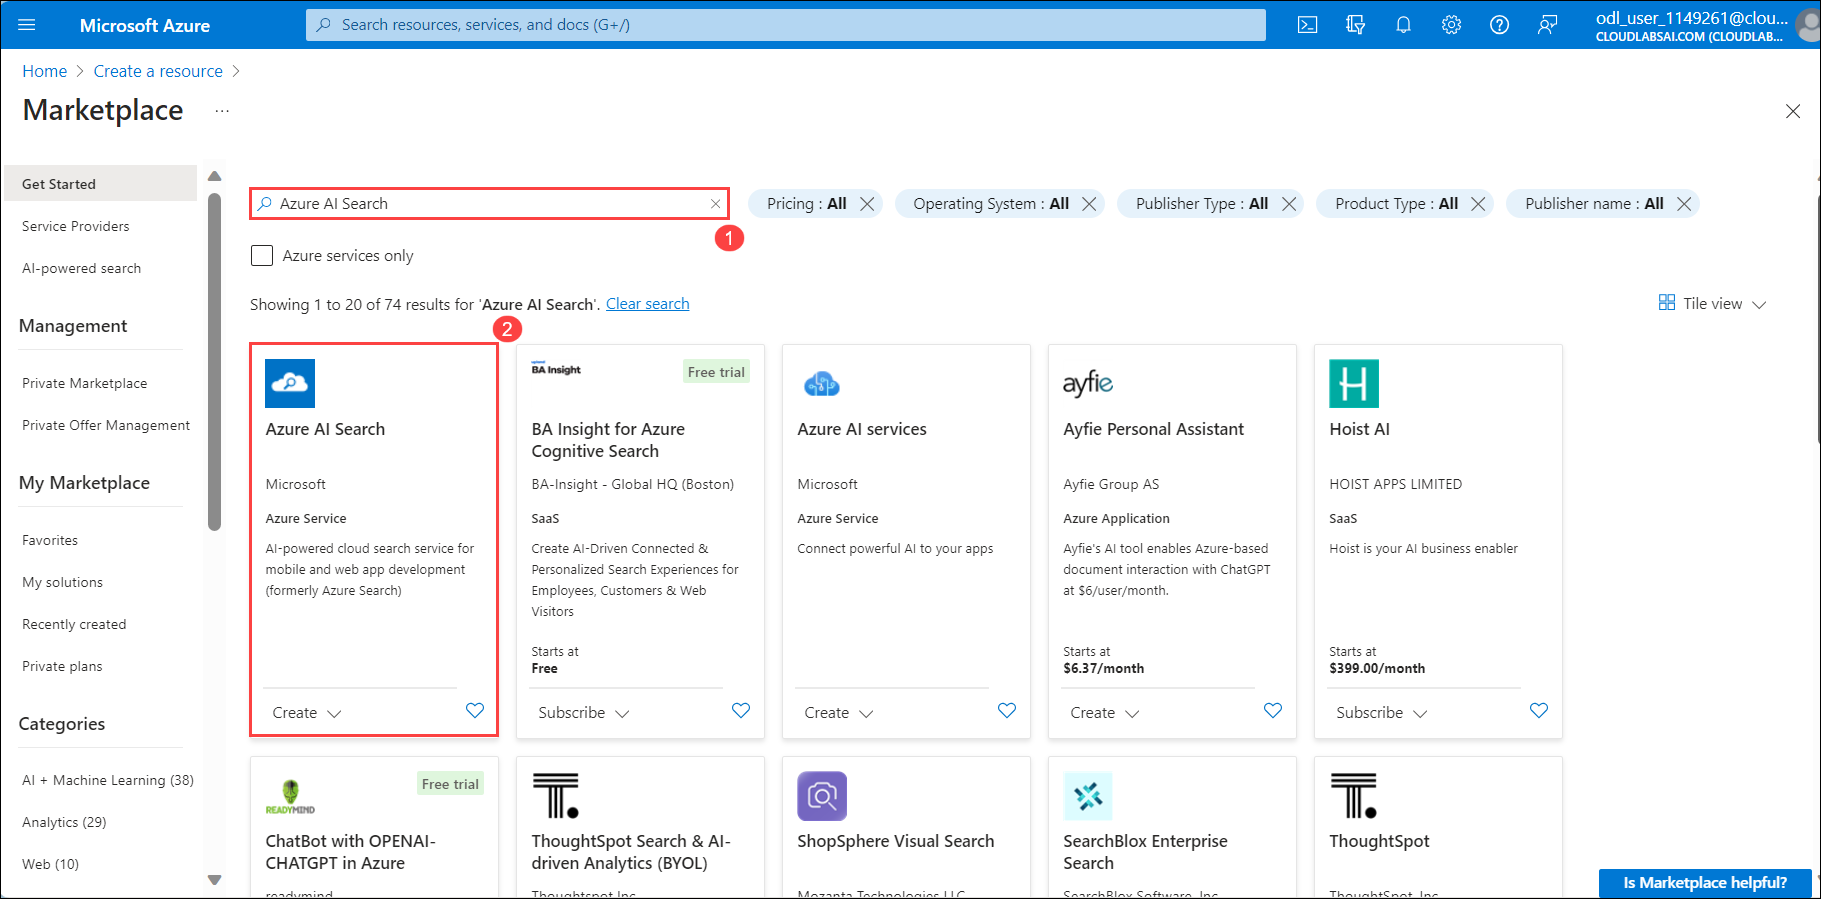 Microsoft Azure
Search resources, services, and docs (G+/)
odl_user_1149261@clou...
CLOUDLABSAI.COM (CLOUDLAB...
Home > Create a resource >
Marketplace ...
Get Started
Service Providers
AI-powered search
Management
Private Marketplace
Private Offer Management
My Marketplace
Favorites
My solutions
Recently created
Private plans
Categories
AI + Machine Learning (38)
Analytics (29)
Web (10)
Azure AI Search
Pricing : All
Operating System : All
Publisher Type : All
Product Type : All
Publisher name : All
1
Azure services only
Showing 1 to 20 of 74 results for 'Azure AI Search'. Clear search
Tile view
2
Azure AI Search
Microsoft
Azure Service
AI-powered cloud search service for
mobile and web app development
(formerly Azure Search)
Create
BA Insight
Free trial
BA Insight for Azure
Cognitive Search
BA-Insight - Global HQ (Boston)
SaaS
Create AI-Driven Connected &
Personalized Search Experiences for
Employees, Customers & Web
Visitors
Starts at
Free
Subscribe
Azure AI services
Microsoft
Azure Service
Connect powerful AI to your apps
Create
ayfie
Ayfie Personal Assistant
Ayfie Group AS
Azure Application
Ayfie's AI tool enables Azure-based
document interaction with ChatGPT
at $6/user/month.
Starts at
$6.37/month
Create
H
Hoist AI
HOIST APPS LIMITED
SaaS
Hoist is your AI business enabler
Starts at
$399.00/month
Subscribe
READYMIND
Free trial
ChatBot with OPENAI-
CHATGPT in Azure
readymind
T.
ThoughtSpot Search & AI-
driven Analytics (BYOL)
Thoughtspot Inc
ShopSphere Visual Search
Mozanta Technologies LLC
SearchBlox Enterprise
Search
SearchBlox Software, Inc
T.
ThoughtSpot
ThoughtSpot, Inc
Is Marketplace helpful?